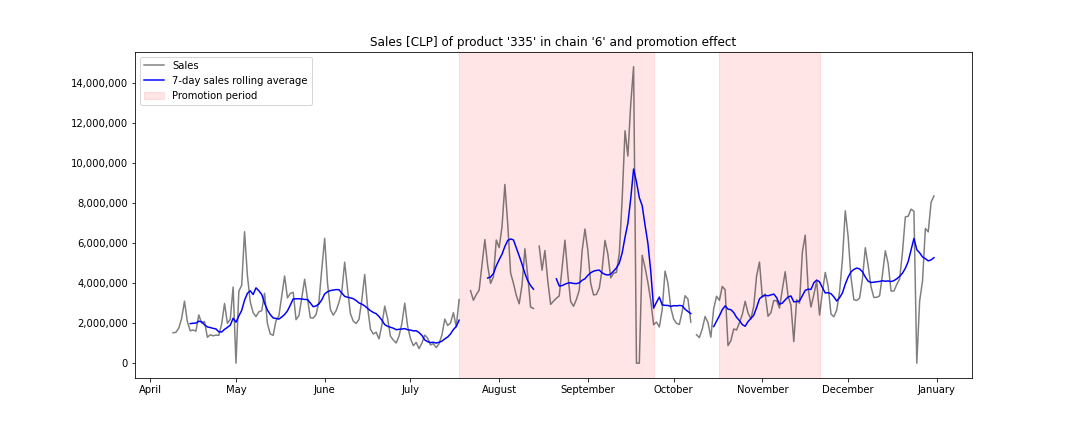 Sales [CLP] of product '335' in chain '6' and promotion effect
Sales
7-day sales rolling average
Promotion period
14,000,000
12,000,000
10,000,000
8,000,000
6,000,000
4,000,000
2,000,000
0
April May June July August September October November December January